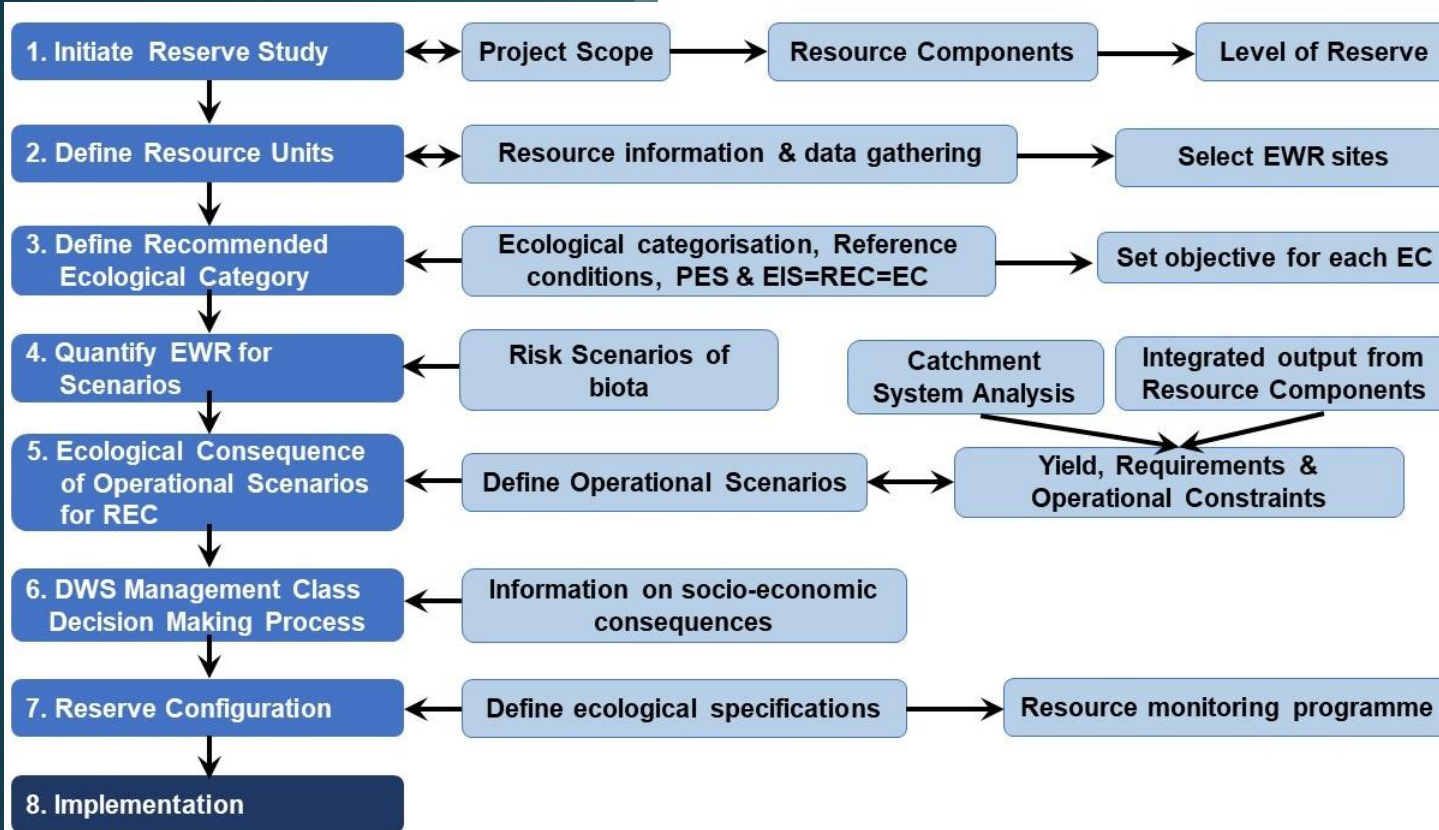 1. Initiate Reserve Study
Project Scope
Resource Components
Level of Reserve
2. Define Resource Units
Resource information & data gathering
Select EWR sites
3. Define Recommended
Ecological Category
Ecological categorisation, Reference
conditions, PES & EIS=REC=EC
Set objective for each EC
4. Quantify EWR for
Scenarios
Risk Scenarios of
biota
Catchment
System Analysis
Integrated output from
Resource Components
5. Ecological Consequence
of Operational Scenarios
for REC
Define Operational Scenarios
Yield, Requirements &
Operational Constraints
6. DWS Management Class
Decision Making Process
Information on socio-economic
consequences
7. Reserve Configuration
Define ecological specifications
Resource monitoring programme
8. Implementation